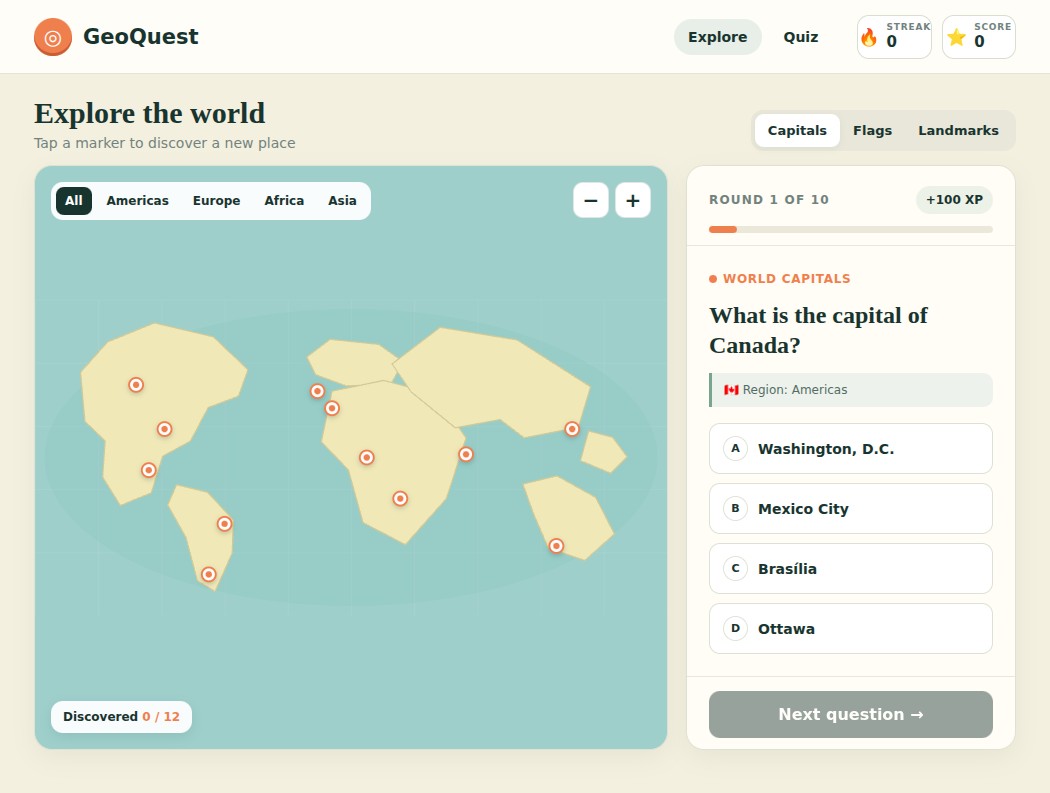 GeoQuest
Explore
Quiz
🔥 STREAK
0
⭐ SCORE
0
Explore the world
Tap a marker to discover a new place
Capitals
Flags
Landmarks
All
Americas
Europe
Africa
Asia
−
+
Discovered 0 / 12
ROUND 1 OF 10
+100 XP
WORLD CAPITALS
What is the capital of
Canada?
🇨🇦 Region: Americas
A Washington, D.C.
B Mexico City
C Brasília
D Ottawa
Next question →